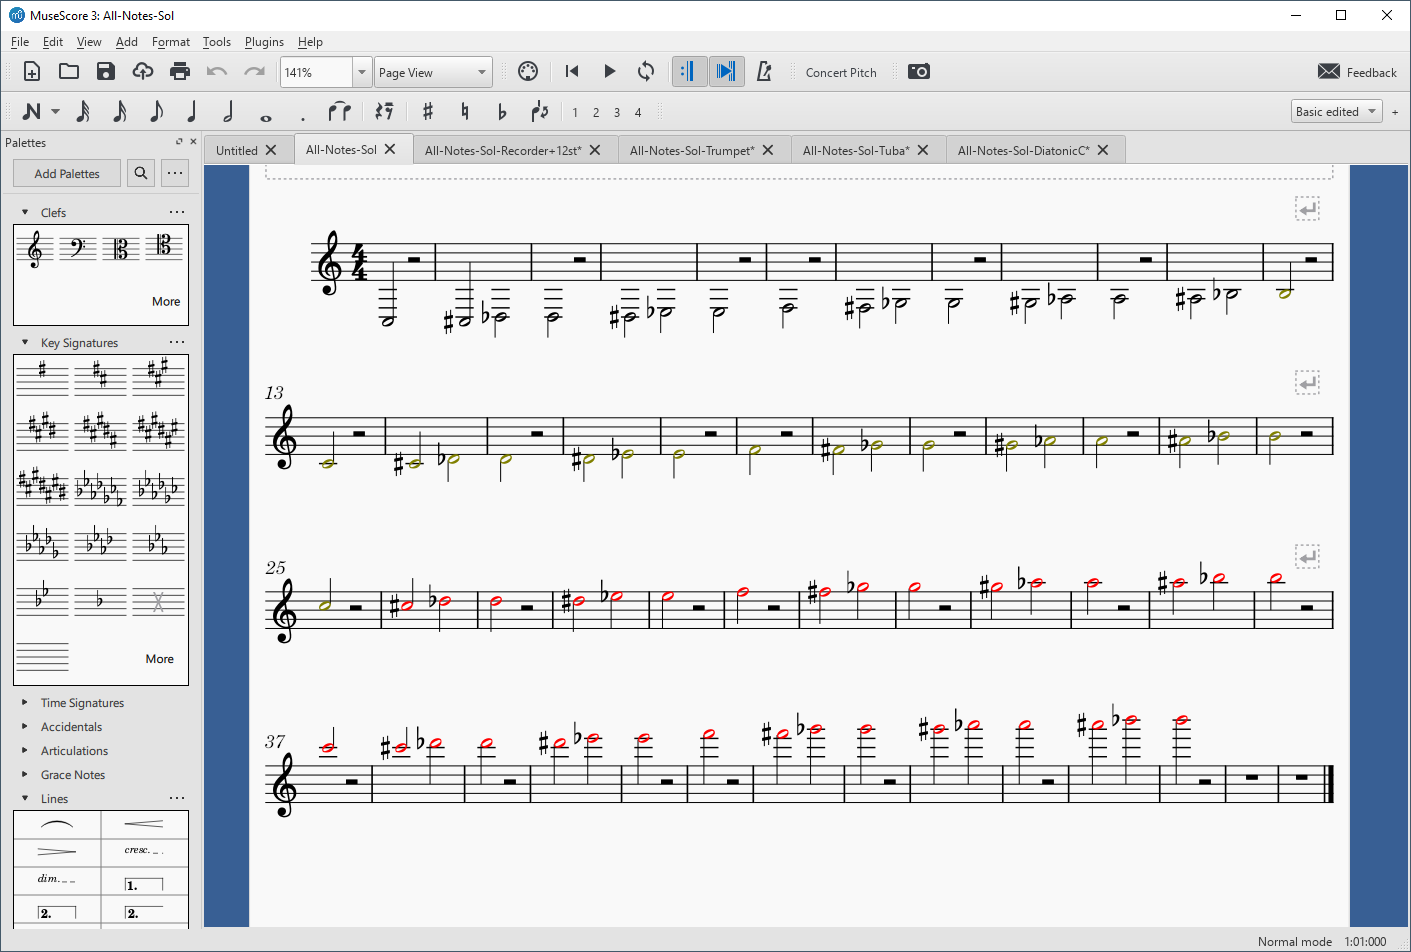 MuseScore 3: All-Notes-Sol
File Edit View Add Format Tools Plugins Help
141% Page View Concert Pitch Feedback
1 2 3 4 Basic edited +
Palettes
Untitled All-Notes-Sol All-Notes-Sol-Recorder+12st* All-Notes-Sol-Trumpet* All-Notes-Sol-Tuba* All-Notes-Sol-DiatonicC*
Add Palettes ...
Clefs ...
More
Key Signatures ...
More
Time Signatures
Accidentals
Articulations
Grace Notes
Lines ...
cresc. _ .
dim. _ _ 1.
2. 2.
4
4
13
25
37
Normal mode 1:01:000